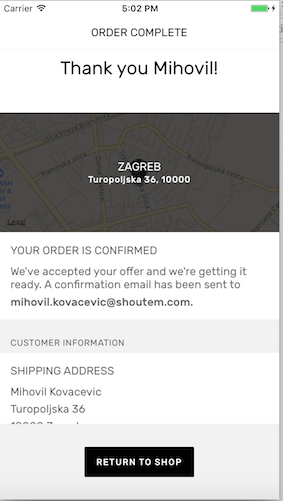 Carrier 5:02 PM
ORDER COMPLETE
Thank you Mihovil!
ZAGREB
Turopoljska 36, 10000
Legal
YOUR ORDER IS CONFIRMED
We've accepted your offer and we're getting it
ready. A confirmation email has been sent to
mihovil.kovacevic@shoutem.com.
CUSTOMER INFORMATION
SHIPPING ADDRESS
Mihovil Kovacevic
Turopoljska 36
RETURN TO SHOP